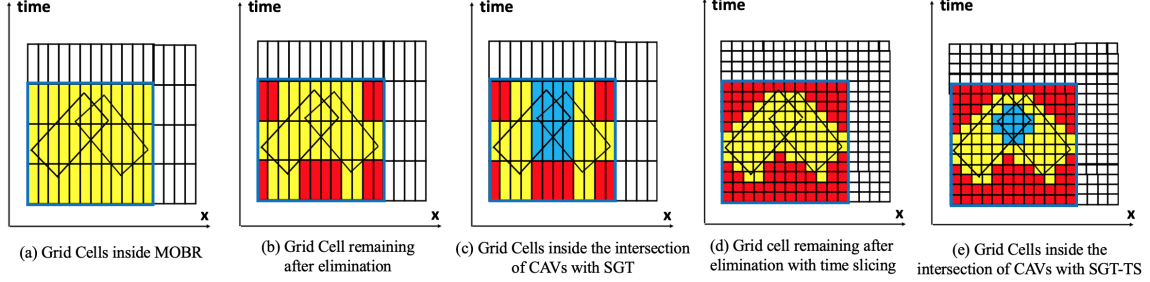 time
time
time
time
time
x
x
x
x
x
(a) Grid Cells inside MOBR
(b) Grid Cell remaining
after elimination
(c) Grid Cells inside the intersection
of CAVs with SGT
(d) Grid cell remaining after
elimination with time slicing
(e) Grid Cells inside the
intersection of CAVs with SGT-TS